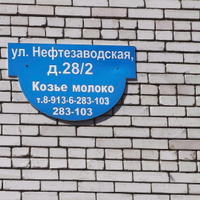 ул. Нефтезаводская,
д.28/2
Козье молоко
т.8-913-6-283-103
283-103